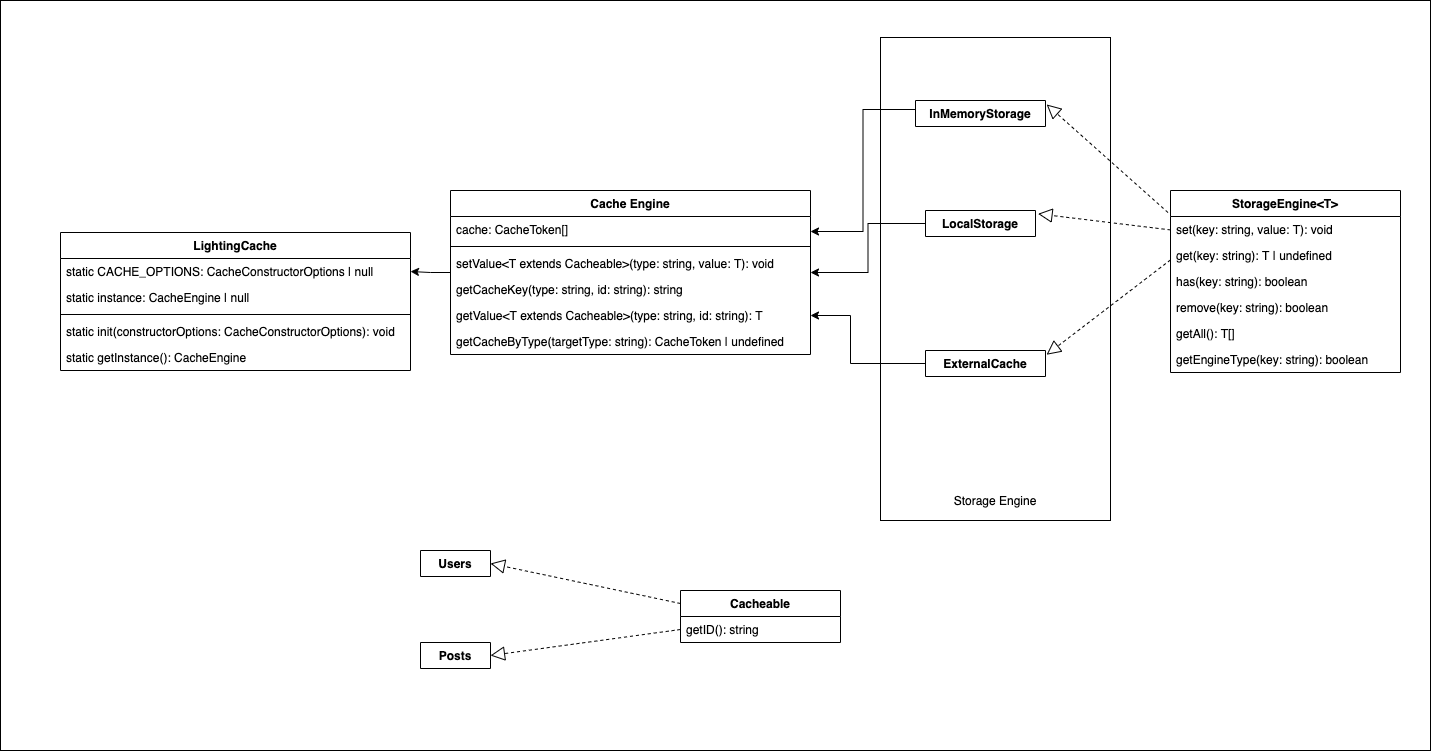 LightingCache
static CACHE_OPTIONS: CacheConstructorOptions | null
static instance: CacheEngine | null
static init(constructorOptions: CacheConstructorOptions): void
static getInstance(): CacheEngine
Cache Engine
cache: CacheToken[]
setValue<T extends Cacheable>(type: string, value: T): void
getCacheKey(type: string, id: string): string
getValue<T extends Cacheable>(type: string, id: string): T
getCacheByType(targetType: string): CacheToken | undefined
InMemoryStorage
LocalStorage
ExternalCache
Storage Engine
StorageEngine<T>
set(key: string, value: T): void
get(key: string): T | undefined
has(key: string): boolean
remove(key: string): boolean
getAll(): T[]
getEngineType(key: string): boolean
Users
Posts
Cacheable
getID(): string